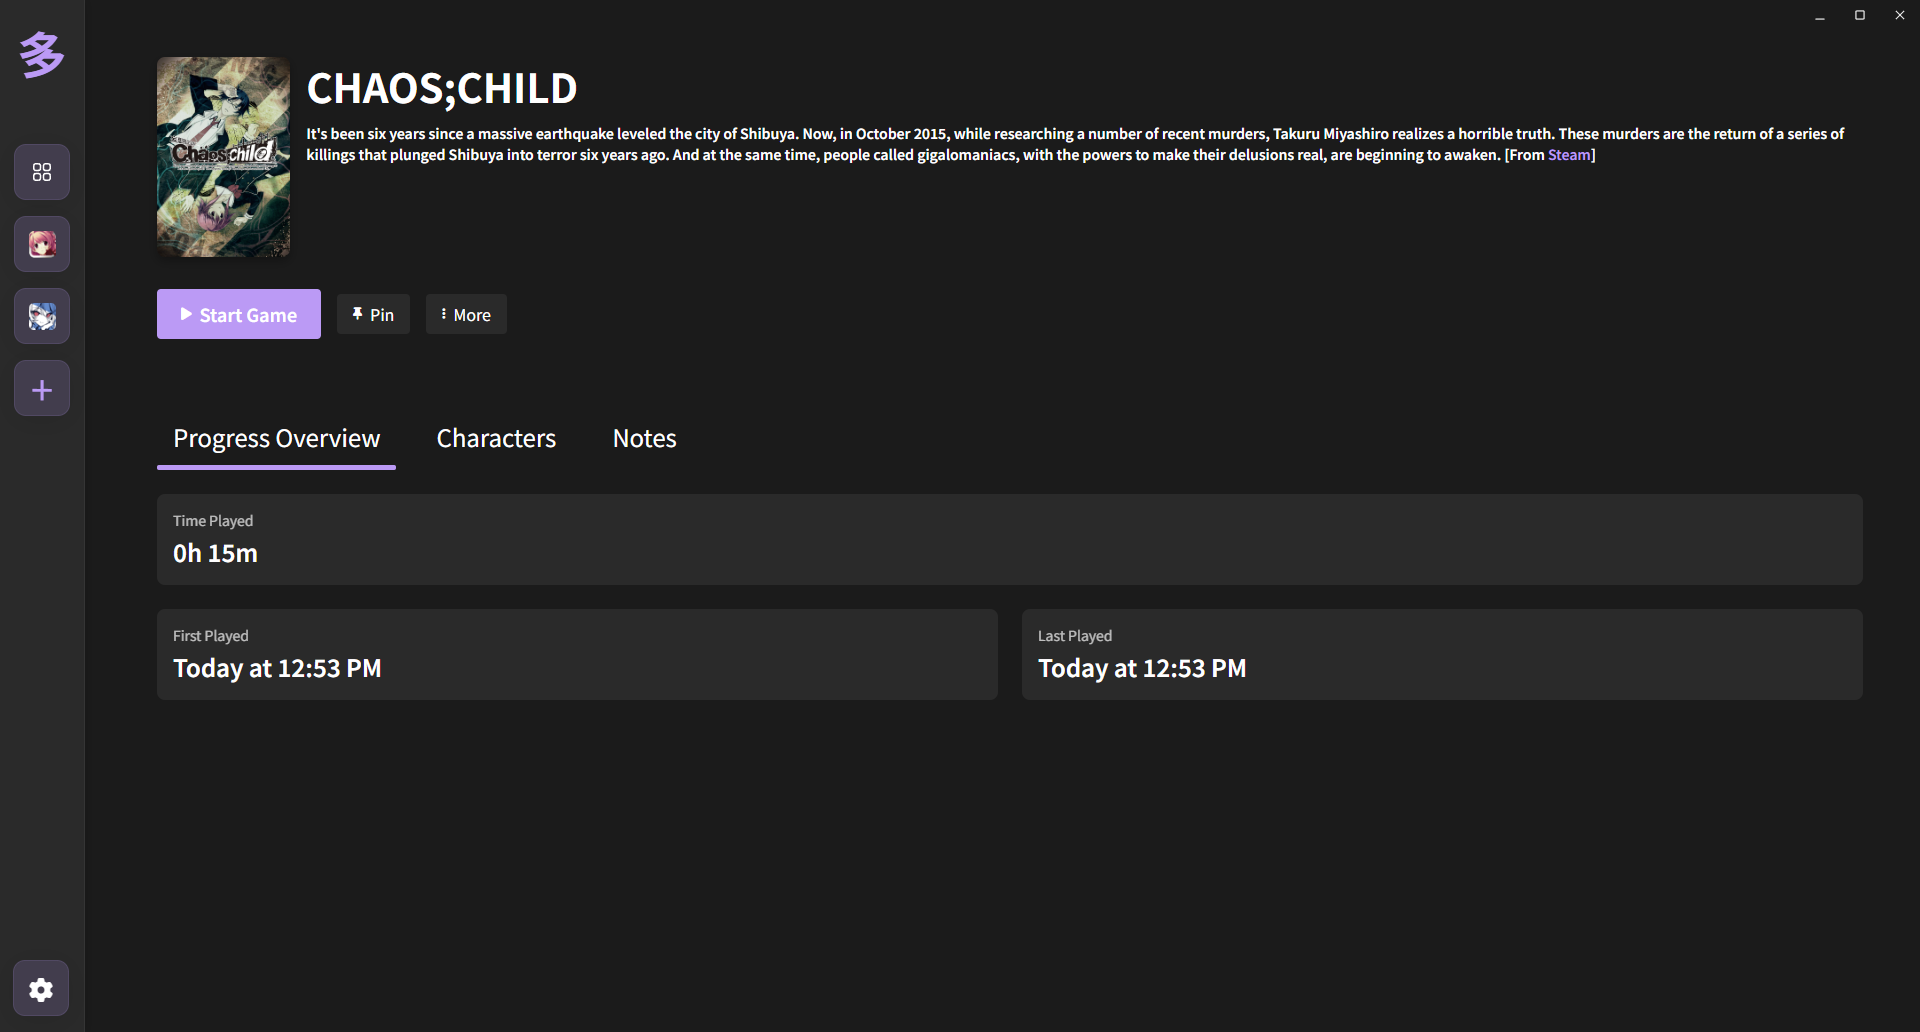 多
CHAOS;CHILD
It's been six years since a massive earthquake leveled the city of Shibuya. Now, in October 2015, while researching a number of recent murders, Takuru Miyashiro realizes a horrible truth. These murders are the return of a series of
killings that plunged Shibuya into terror six years ago. And at the same time, people called gigalomaniacs, with the powers to make their delusions real, are beginning to awaken. [From Steam]
Chaos;child
Start Game
Pin
More
Progress Overview
Characters
Notes
Time Played
0h 15m
First Played
Today at 12:53 PM
Last Played
Today at 12:53 PM